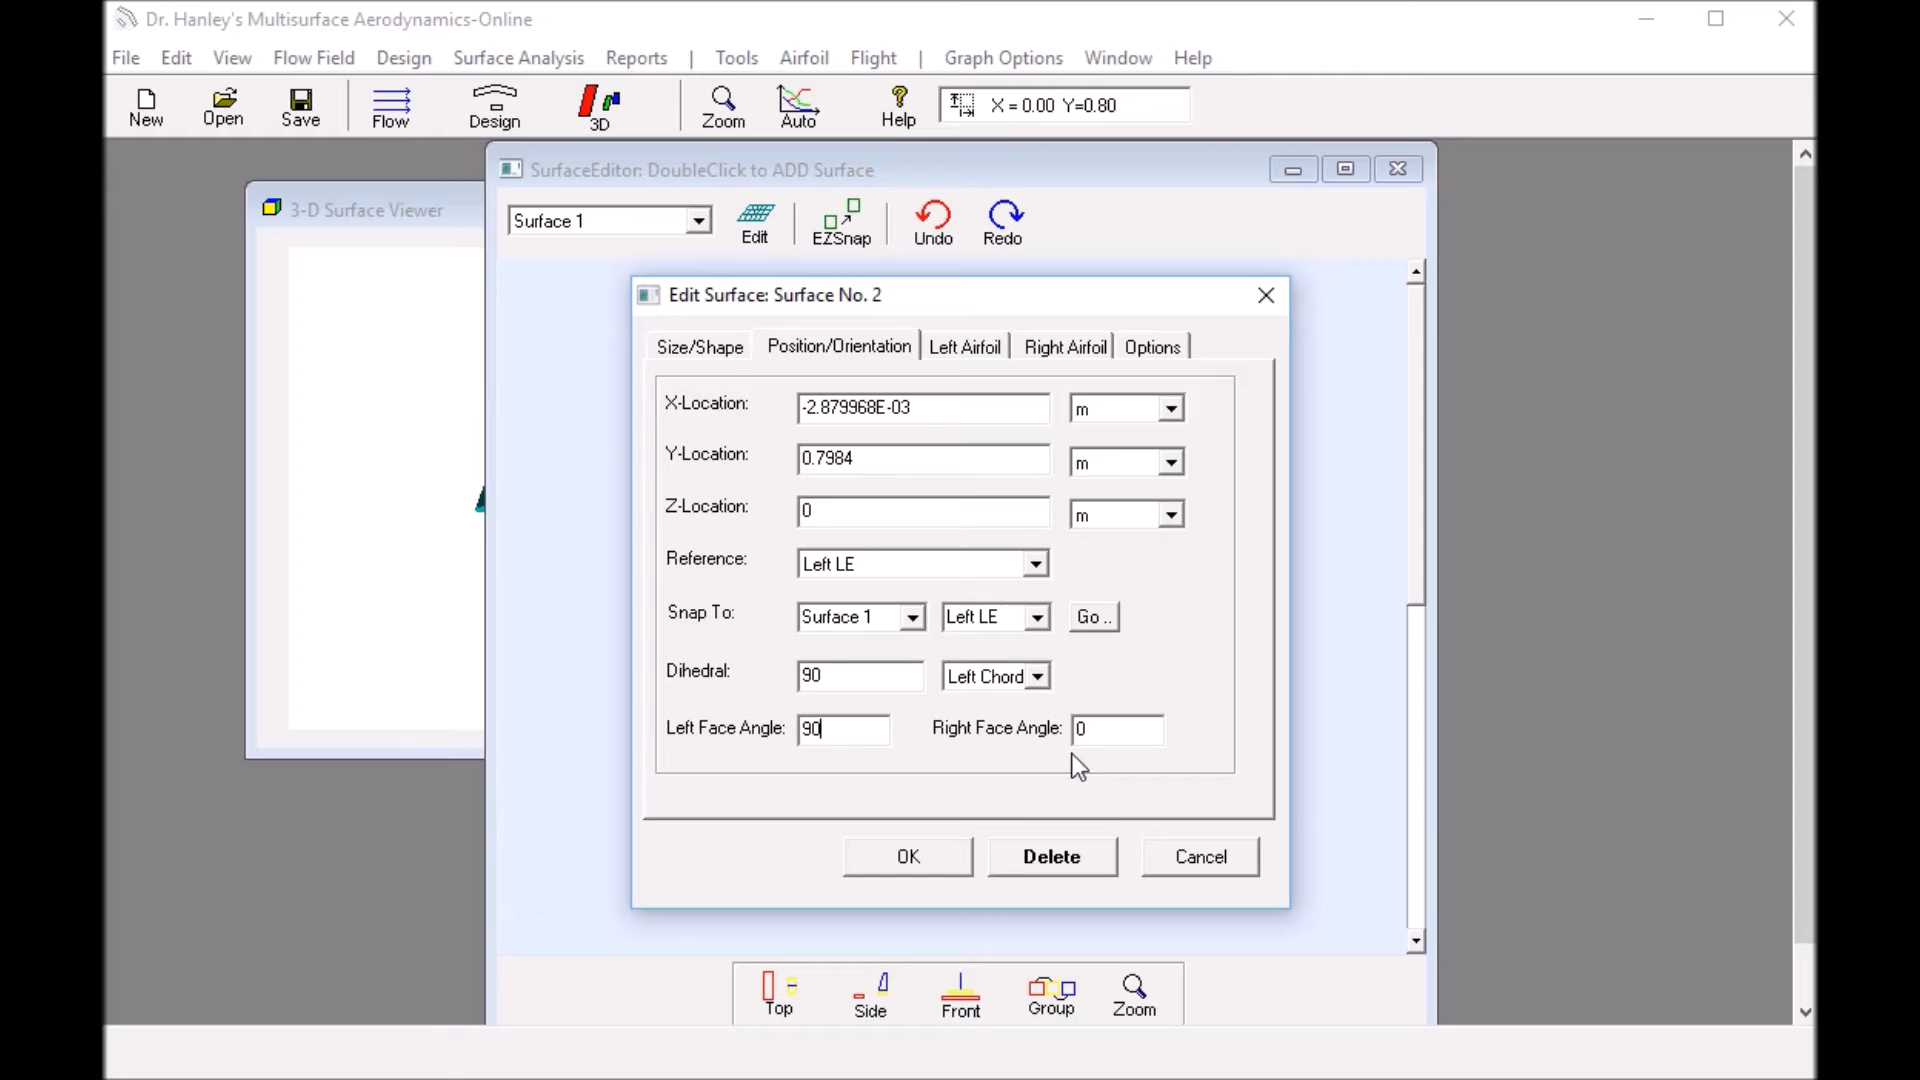 Dr. Hanley's Multisurface Aerodynamics-Online
File Edit View Flow Field Design Surface Analysis Reports | Tools Airfoil Flight | Graph Options Window Help
New Open Save Flow Design 3D Zoom Auto Help X = 0.00 Y=0.80
SurfaceEditor: DoubleClick to ADD Surface
3-D Surface Viewer
Surface 1 Edit EZSnap Undo Redo
Edit Surface: Surface No. 2
Size/Shape Position/Orientation Left Airfoil Right Airfoil Options
X-Location: -2.879968E-03 m
Y-Location: 0.7984 m
Z-Location: 0 m
Reference: Left LE
Snap To: Surface 1 Left LE Go ..
Dihedral: 90 Left Chord
Left Face Angle: 90 Right Face Angle: 0
OK Delete Cancel
Top Side Front Group Zoom